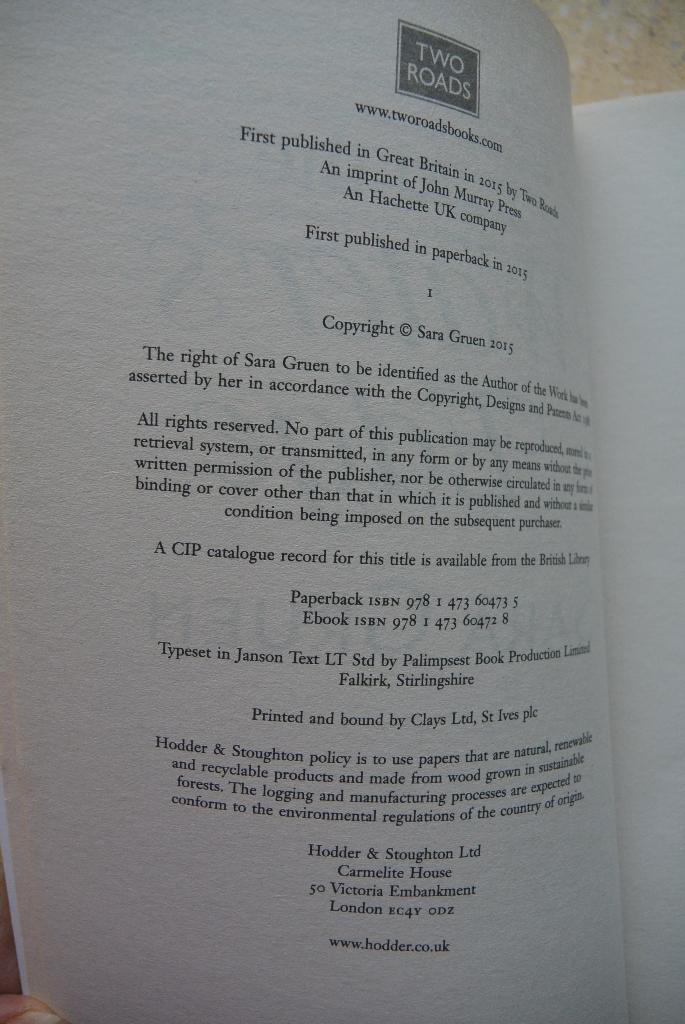 TWO
ROADS
www.tworoadsbooks.com
First published in Great Britain in 2015 by Two Roads
An imprint of John Murray Press
An Hachette UK company
First published in paperback in 2015
1
Copyright © Sara Gruen 2015
The right of Sara Gruen to be identified as the Author of the Work has been
asserted by her in accordance with the Copyright, Designs and Patents Act
All rights reserved. No part of this publication may be reproduced, stored in a
retrieval system, or transmitted, in any form or by any means without the prior
written permission of the publisher, nor be otherwise circulated in any form of
binding or cover other than that in which it is published and without a similar
condition being imposed on the subsequent purchaser.
A CIP catalogue record for this title is available from the British Library
Paperback ISBN 978 1 473 60473 5
Ebook ISBN 978 1 473 60472 8
Typeset in Janson Text LT Std by Palimpsest Book Production Limited
Falkirk, Stirlingshire
Printed and bound by Clays Ltd, St Ives plc
Hodder & Stoughton policy is to use papers that are natural, renewable
and recyclable products and made from wood grown in sustainable
forests. The logging and manufacturing processes are expected to
conform to the environmental regulations of the country of origin.
Hodder & Stoughton Ltd
Carmelite House
50 Victoria Embankment
London EC4Y 0DZ
www.hodder.co.uk